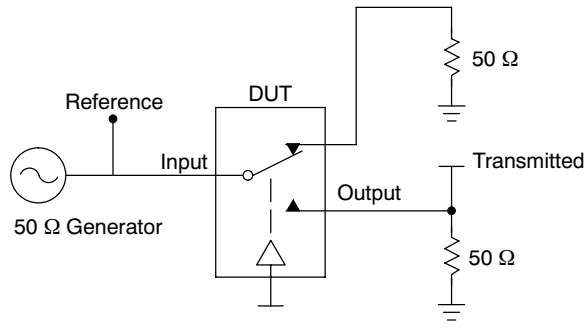 50 Ω
DUT
Reference
Input
Transmitted
Output
50 Ω Generator
50 Ω